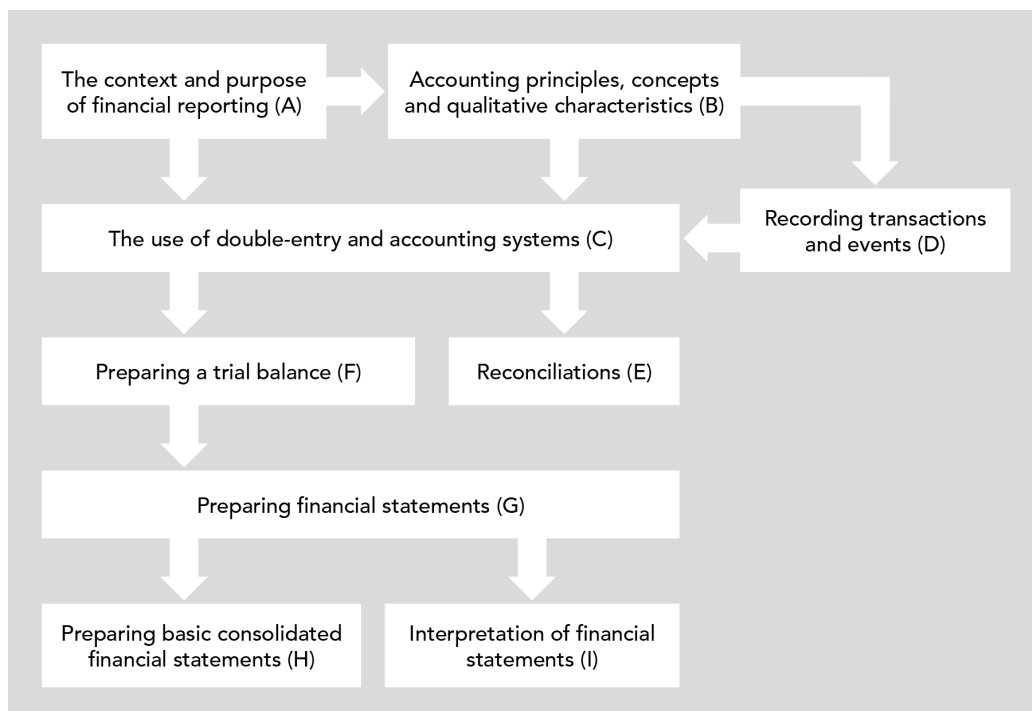 The context and purpose
of financial reporting (A)
Accounting principles, concepts
and qualitative characteristics (B)
Recording transactions
and events (D)
The use of double-entry and accounting systems (C)
Preparing a trial balance (F)
Reconciliations (E)
Preparing financial statements (G)
Preparing basic consolidated
financial statements (H)
Interpretation of financial
statements (I)